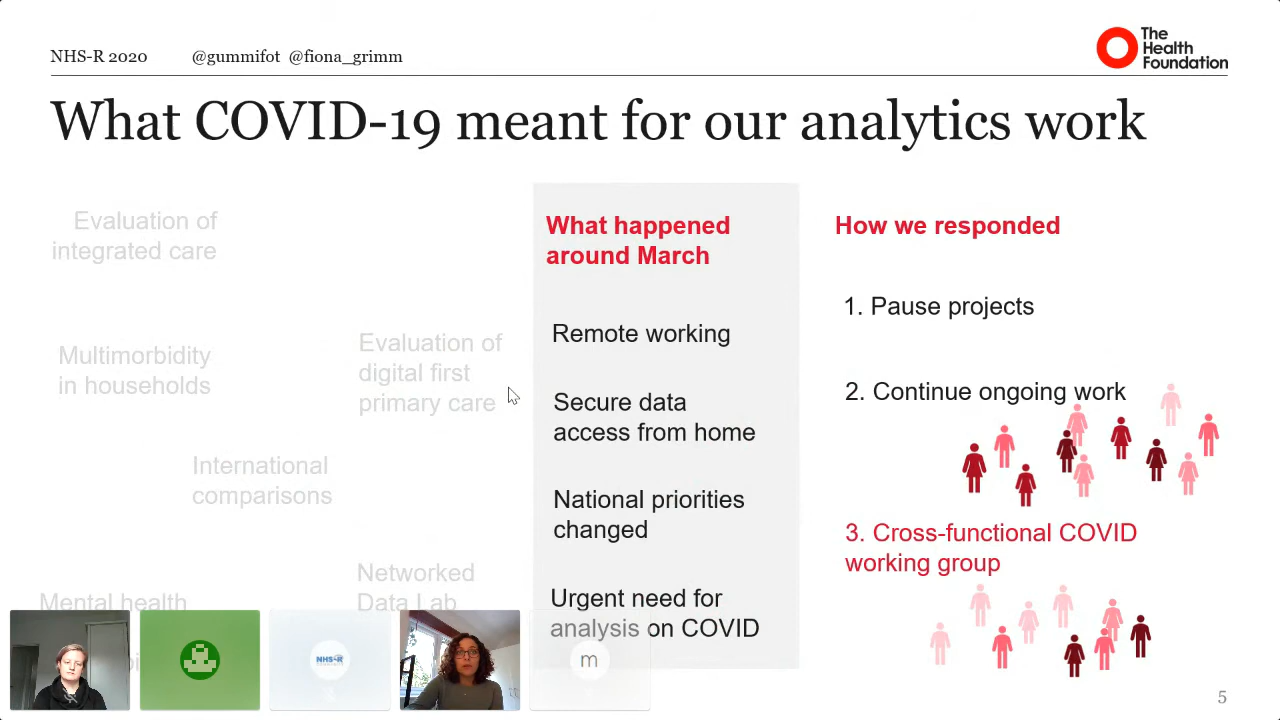 NHS-R 2020 @gummifot @fiona_grimm
The
Health
Foundation
What COVID-19 meant for our analytics work
Evaluation of
integrated care
Multimorbidity
in households
Evaluation of
digital first
primary care
International
comparisons
Networked
Data Lab
Mental health
What happened
around March
Remote working
Secure data
access from home
National priorities
changed
Urgent need for
analysis on COVID
How we responded
1. Pause projects
2. Continue ongoing work
3. Cross-functional COVID
working group
NHS-R
m
5